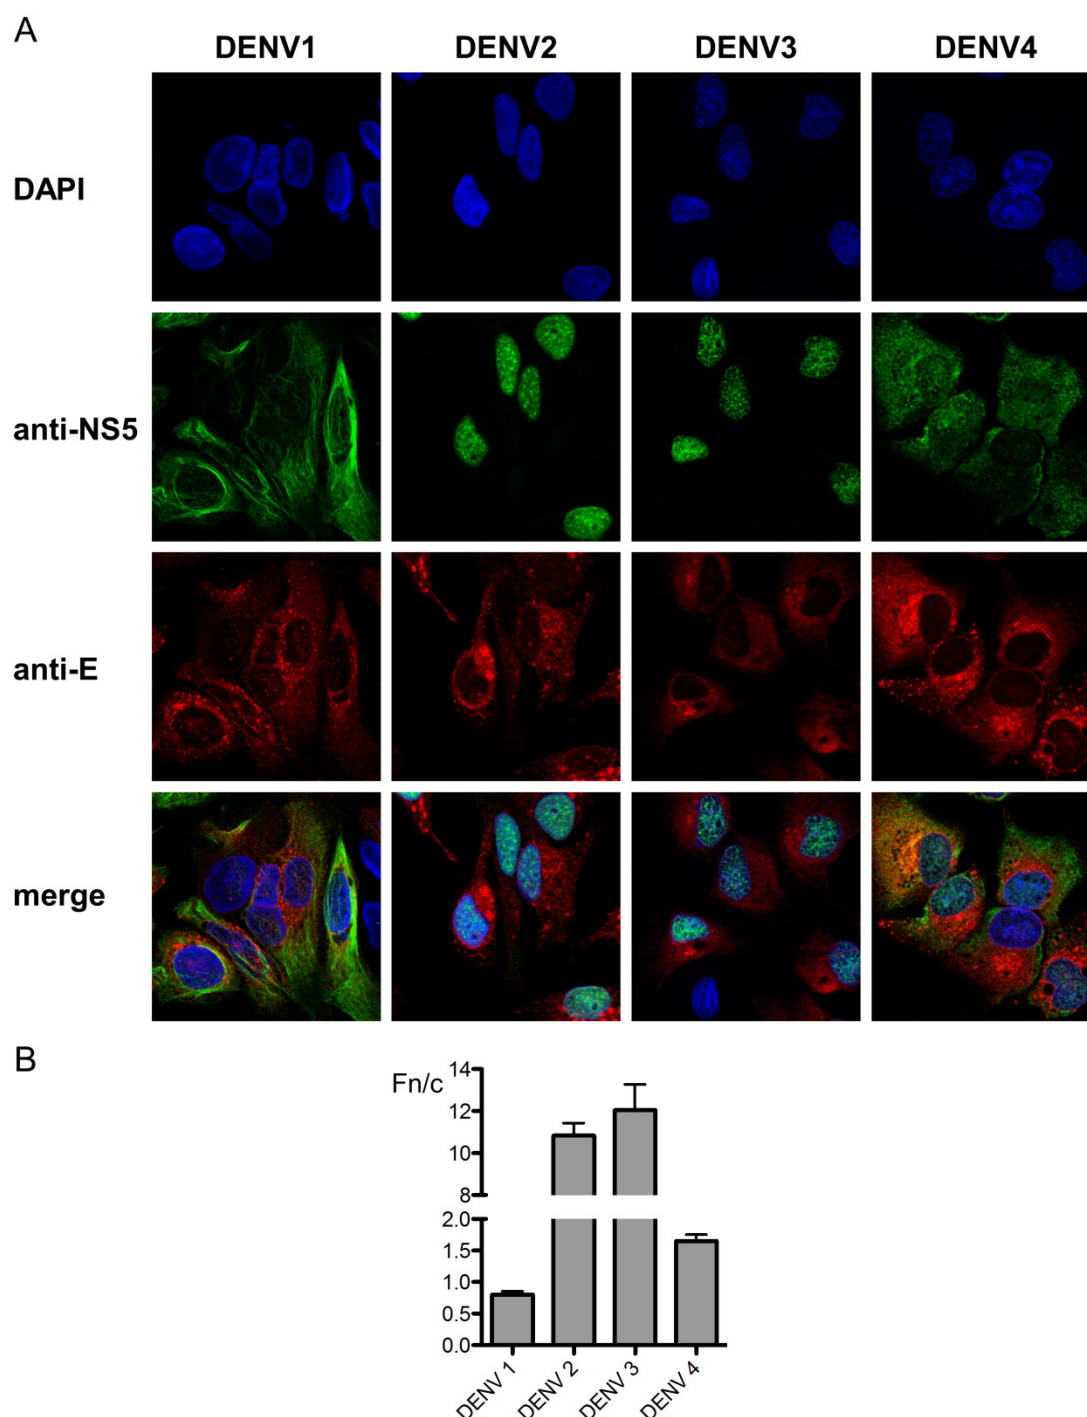 A
DENV1 DENV2 DENV3 DENV4
DAPI
anti-NS5
anti-E
merge
B
Fn/c
14
12
10
8
2.0
1.5
1.0
0.5
0.0
DENV 1 DENV 2 DENV 3 DENV 4